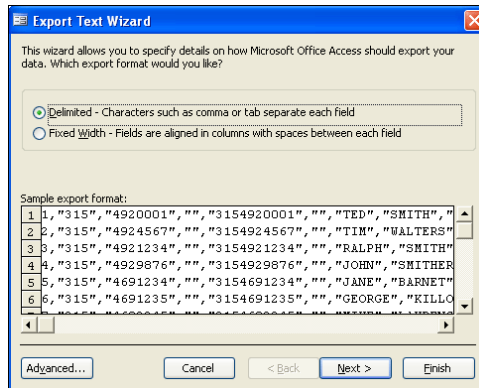 Export Text Wizard
This wizard allows you to specify details on how Microsoft Office Access should export your
data. Which export format would you like?
Delimited - Characters such as comma or tab separate each field
Fixed Width - Fields are aligned in columns with spaces between each field
Sample export format:
1 1,"315","4920001","","3154920001","","TED","SMITH","
2 2,"315","4924567","","3154924567","","TIM","WALTERS"
3 3,"315","4921234","","3154921234","","RALPH","SMITH"
4 4,"315","4929876","","3154929876","","JOHN","SMITHER
5 5,"315","4691234","","3154691234","","JANE","BARNET"
6 6,"315","4691235","","3154691235","","GEORGE","KILLO
Advanced... Cancel < Back Next > Finish